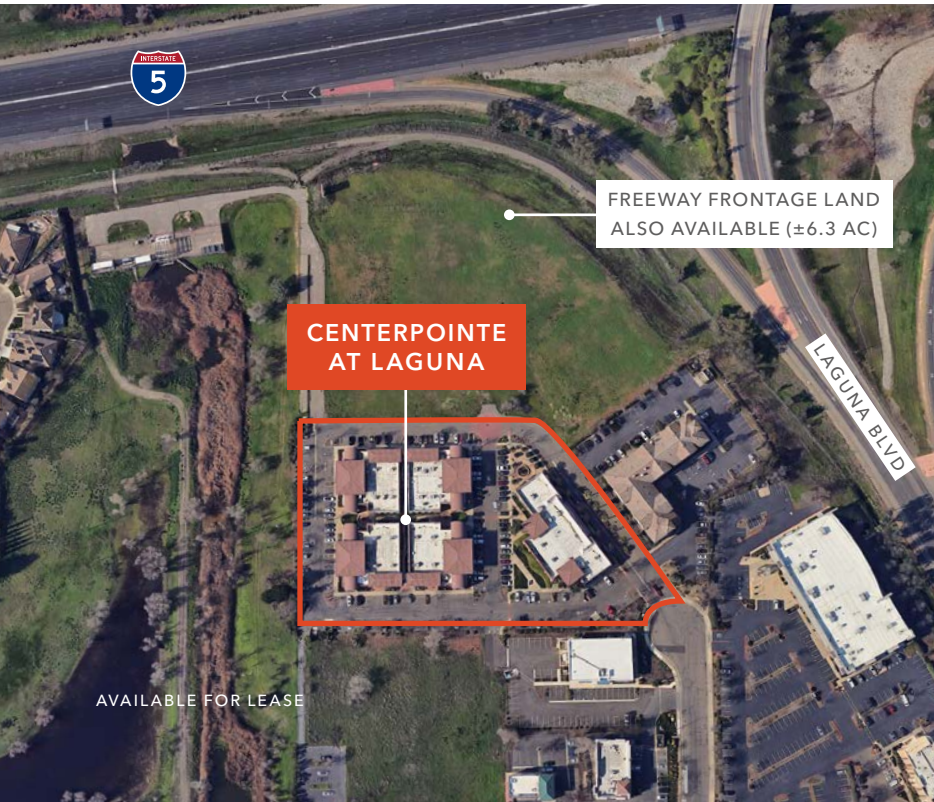 INTERSTATE
5
FREEWAY FRONTAGE LAND
ALSO AVAILABLE (±6.3 AC)
CENTERPOINTE
AT LAGUNA
LAGUNA BLVD
AVAILABLE FOR LEASE